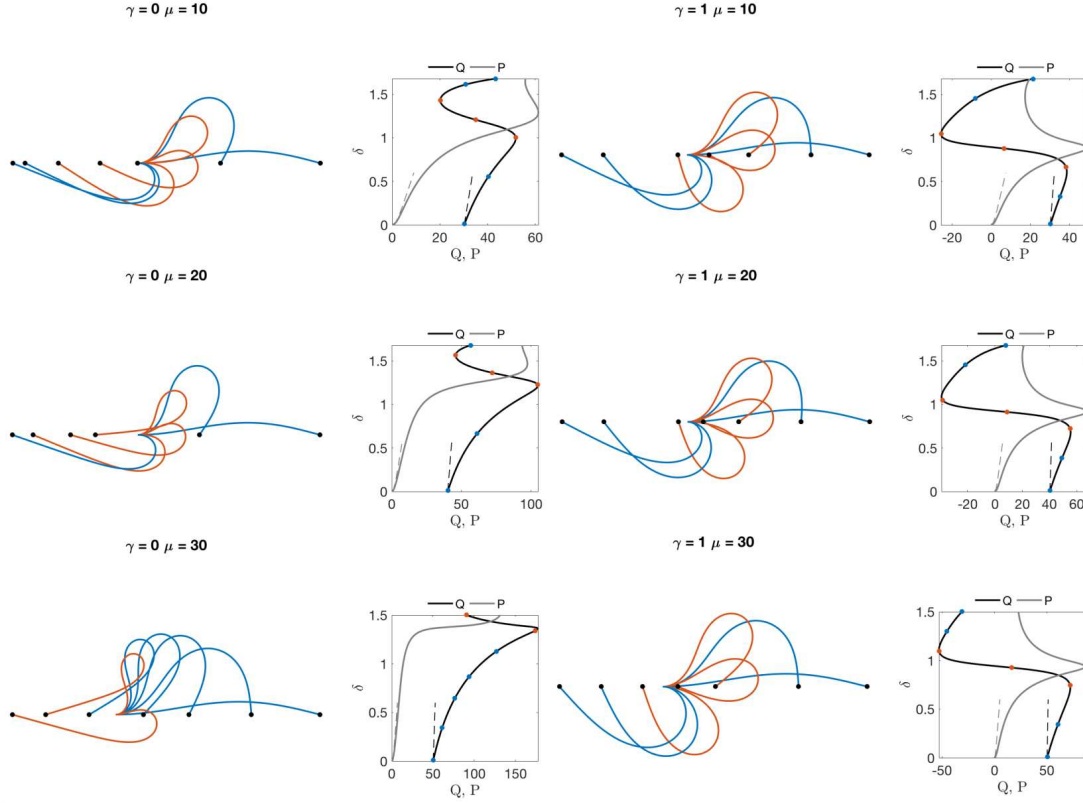 γ = 0 μ = 10
γ = 1 μ = 10
Q P
1.5
1
δ
0.5
0
0 20 40 60
Q, P
Q P
1.5
1
δ
0.5
0
-20 0 20 40
Q, P
γ = 0 μ = 20
γ = 1 μ = 20
Q P
1.5
1
δ
0.5
0
0 50 100
Q, P
Q P
1.5
1
δ
0.5
0
-20 0 20 40 60
Q, P
γ = 0 μ = 30
γ = 1 μ = 30
Q P
1.5
1
δ
0.5
0
0 50 100 150
Q, P
Q P
1.5
1
δ
0.5
0
-50 0 50
Q, P